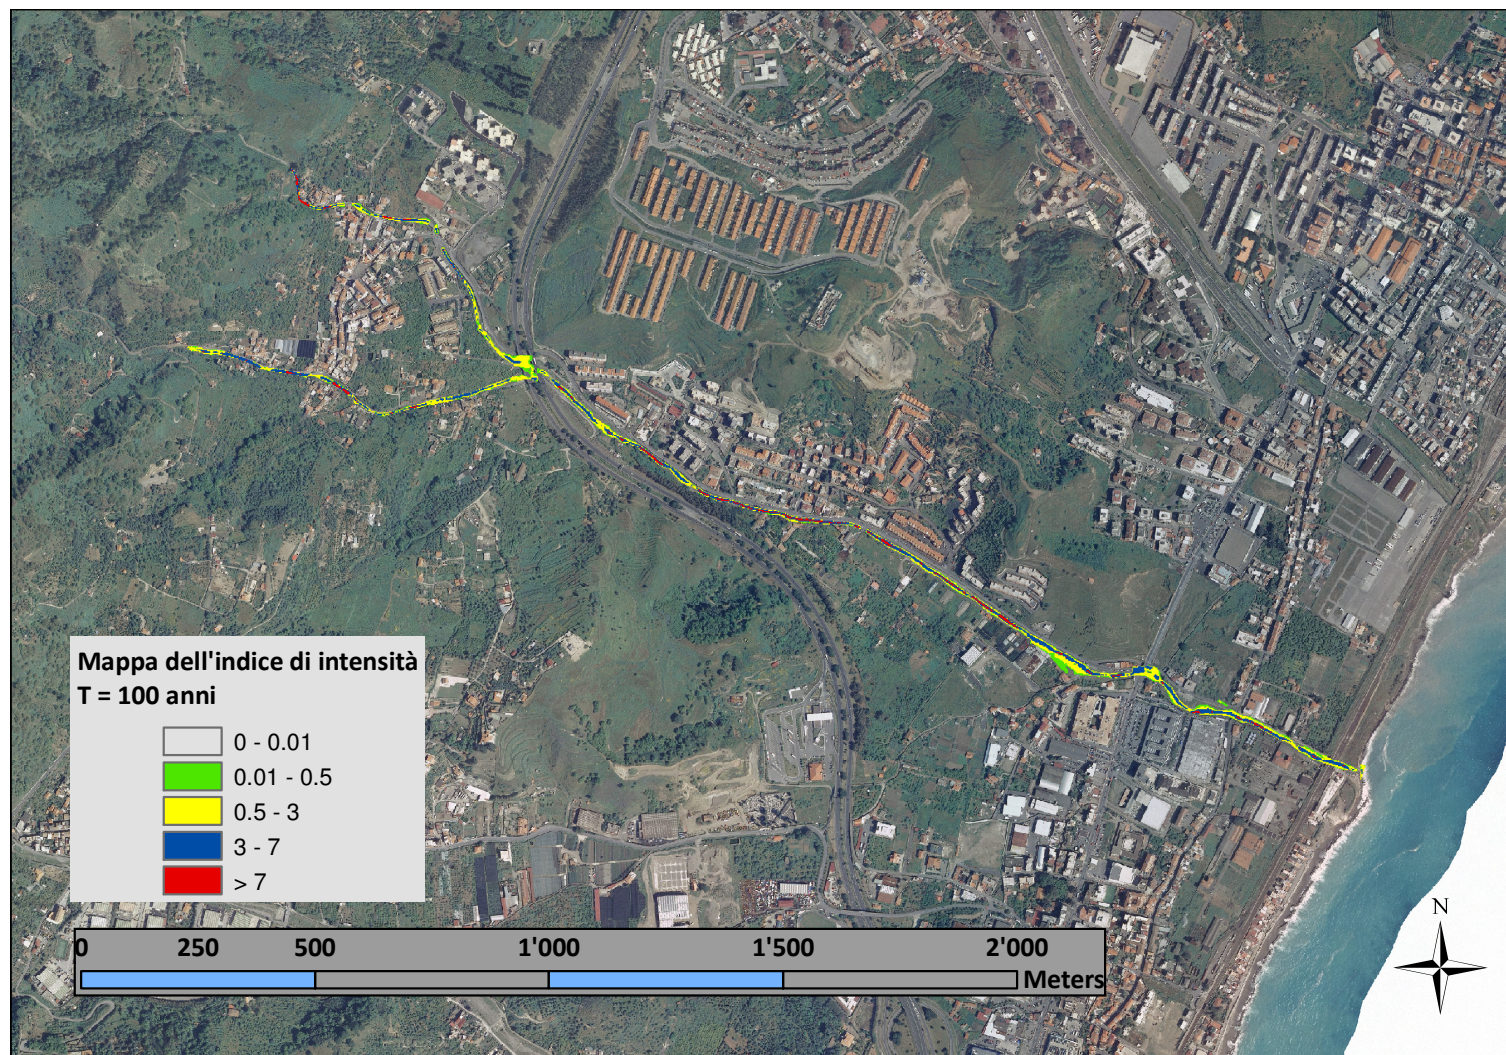 Mappa dell'indice di intensità
T = 100 anni
0 - 0.01
0.01 - 0.5
0.5 - 3
3 - 7
> 7
0 250 500 1'000 1'500 2'000
Meters
N